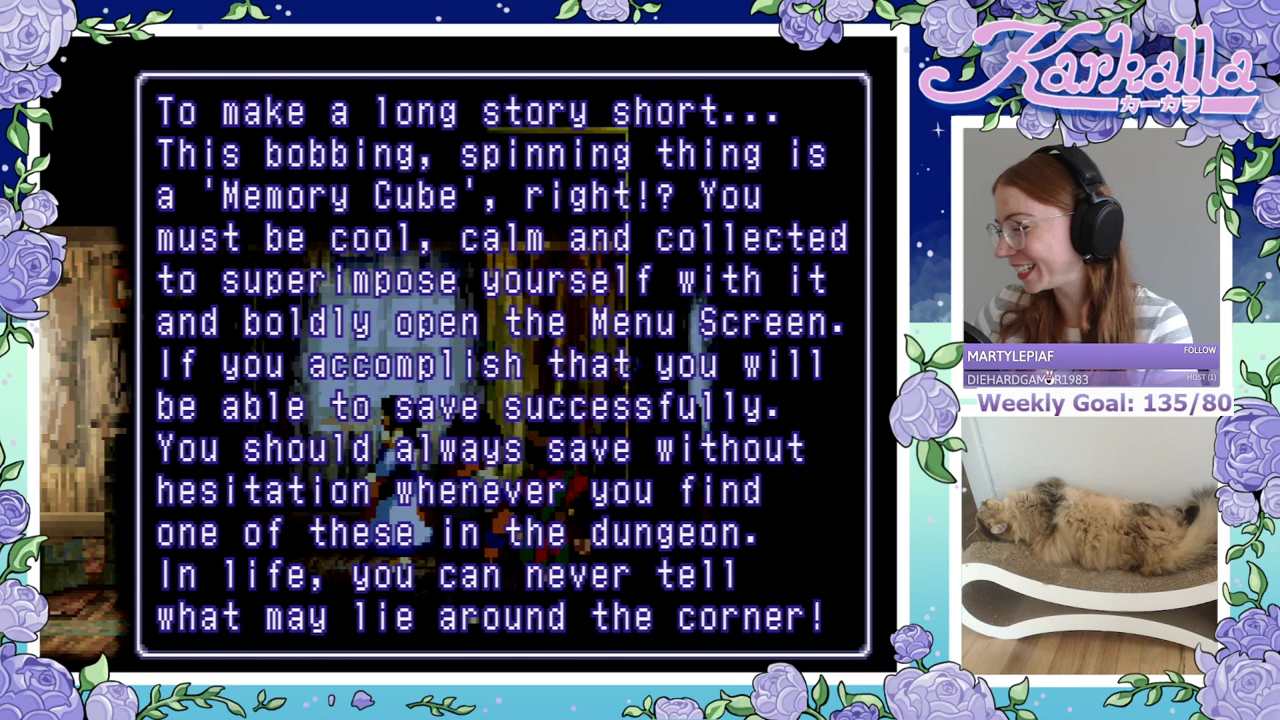 To make a long story short...
This bobbing, spinning thing is
a 'Memory Cube', right!? You
must be cool, calm and collected
to superimpose yourself with it
and boldly open the Menu Screen.
If you accomplish that you will
be able to save successfully.
You should always save without
hesitation whenever you find
one of these in the dungeon.
In life, you can never tell
what may lie around the corner!
Karkalla
カーカラ
MARTYLEPIAF FOLLOW
DIEHARDGAMER1983 HOST (1)
Weekly Goal: 135/80